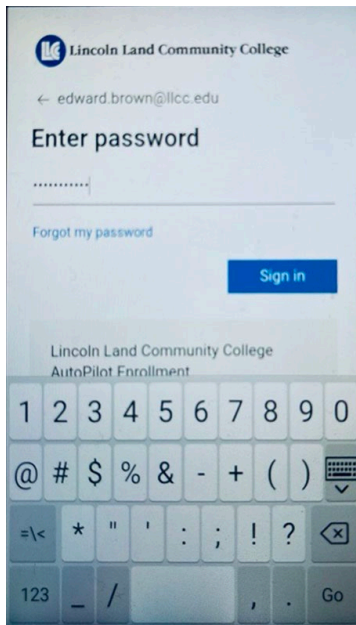 LLC Lincoln Land Community College
← edward.brown@llcc.edu
Enter password
•••••••••••
Forgot my password
Sign in
Lincoln Land Community College
AutoPilot Enrollment
1 2 3 4 5 6 7 8 9 0
@ # $ % & - + ( )
=\< * " ' : ; ! ?
123 _ / , . Go